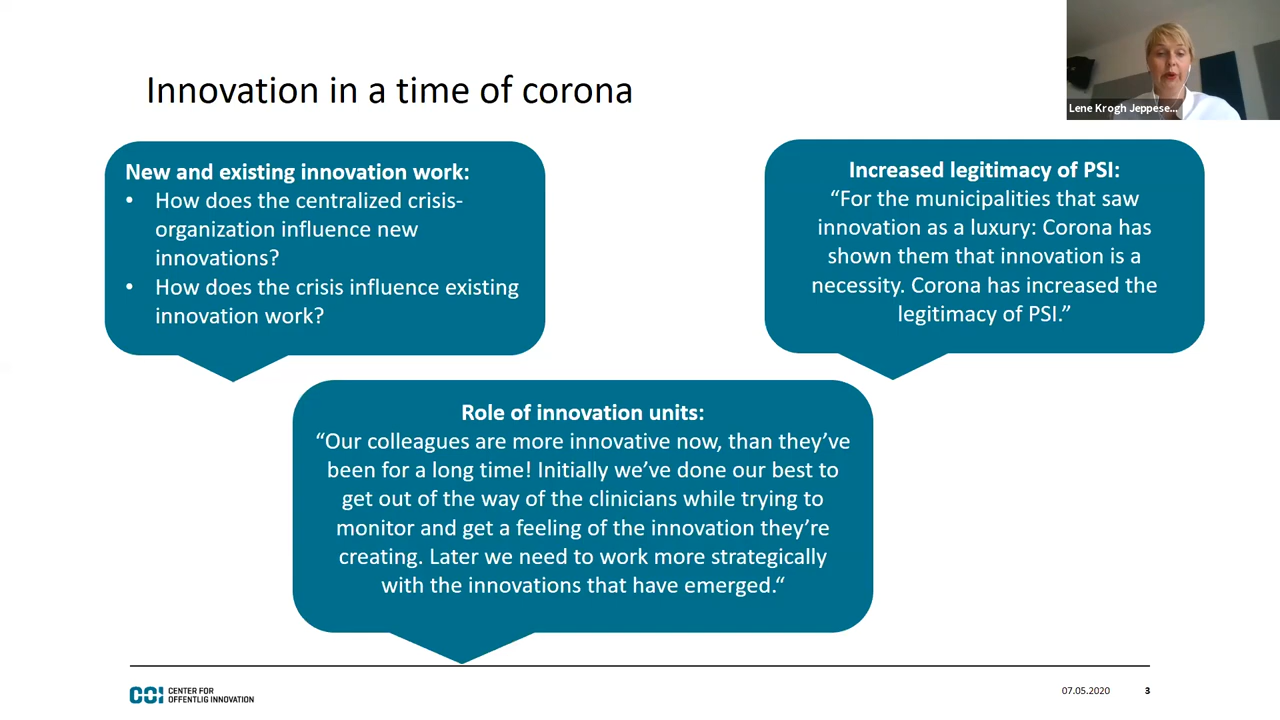 Innovation in a time of corona
Lene Krogh Jeppese...
New and existing innovation work:
• How does the centralized crisis-
organization influence new
innovations?
• How does the crisis influence existing
innovation work?
Increased legitimacy of PSI:
“For the municipalities that saw
innovation as a luxury: Corona has
shown them that innovation is a
necessity. Corona has increased the
legitimacy of PSI.”
Role of innovation units:
“Our colleagues are more innovative now, than they’ve
been for a long time! Initially we’ve done our best to
get out of the way of the clinicians while trying to
monitor and get a feeling of the innovation they’re
creating. Later we need to work more strategically
with the innovations that have emerged.“
COI CENTER FOR
OFFENTLIG INNOVATION
07.05.2020 3